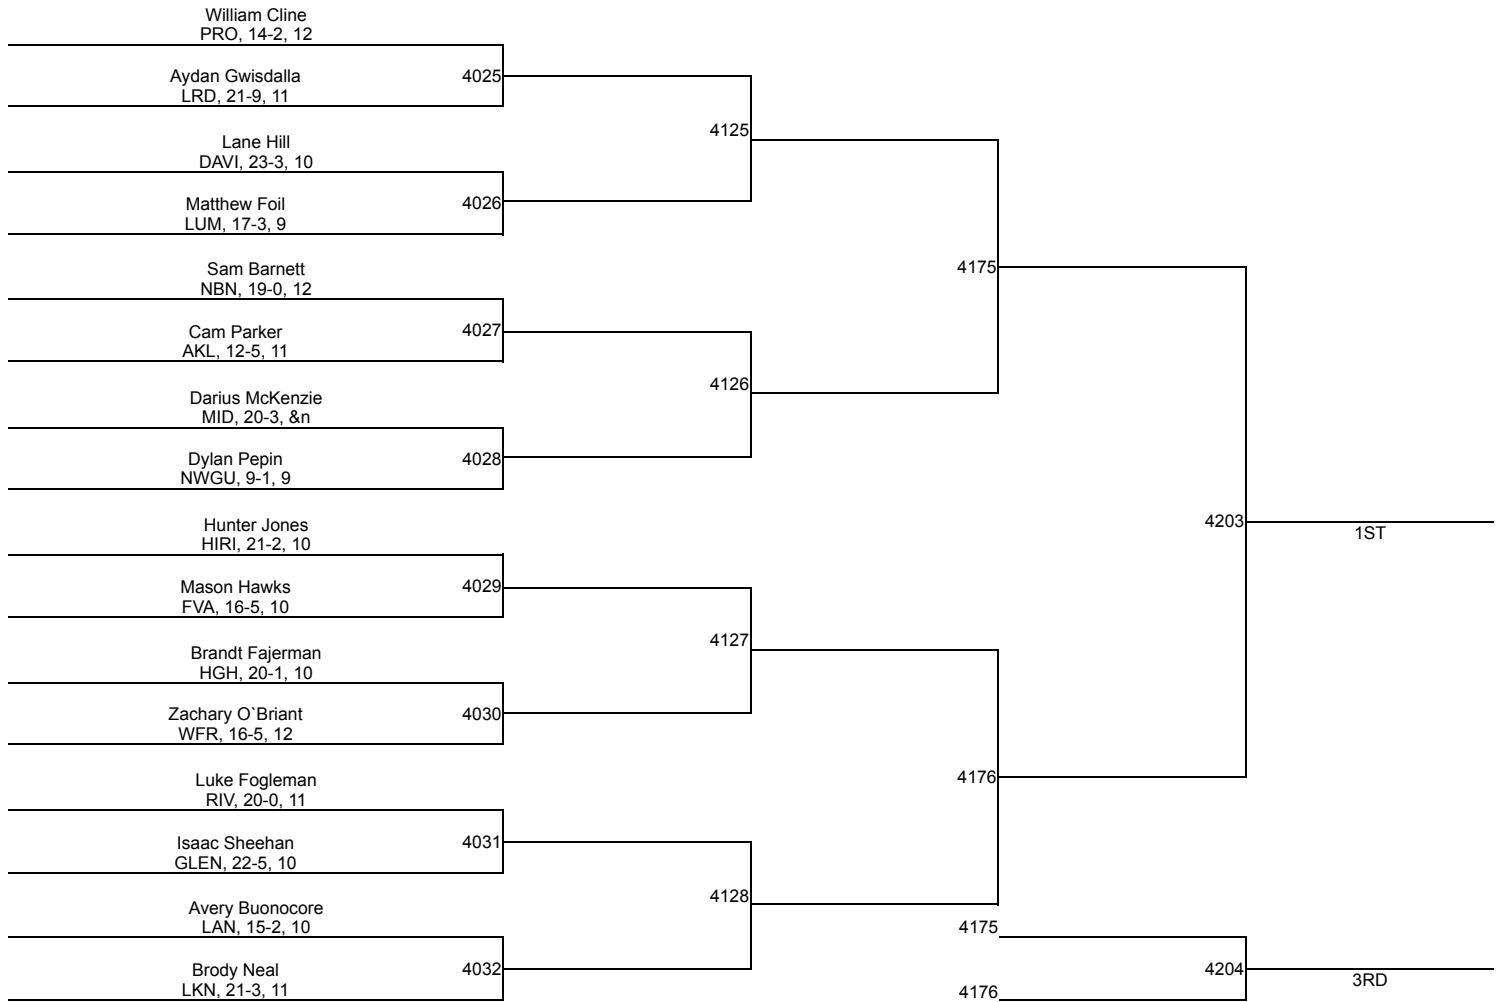 William Cline
PRO, 14-2, 12
Aydan Gwisdalla
LRD, 21-9, 11
4025
4125
Lane Hill
DAVI, 23-3, 10
Matthew Foil
LUM, 17-3, 9
4026
Sam Barnett
NBN, 19-0, 12
4175
Cam Parker
AKL, 12-5, 11
4027
4126
Darius McKenzie
MID, 20-3, &n
Dylan Pepin
NWGU, 9-1, 9
4028
Hunter Jones
HIRI, 21-2, 10
4203
1ST
Mason Hawks
FVA, 16-5, 10
4029
4127
Brandt Fajerman
HGH, 20-1, 10
Zachary O`Briant
WFR, 16-5, 12
4030
Luke Fogleman
RIV, 20-0, 11
4176
Isaac Sheehan
GLEN, 22-5, 10
4031
4128
Avery Buonocore
LAN, 15-2, 10
4175
Brody Neal
LKN, 21-3, 11
4032
4204
3RD
4176